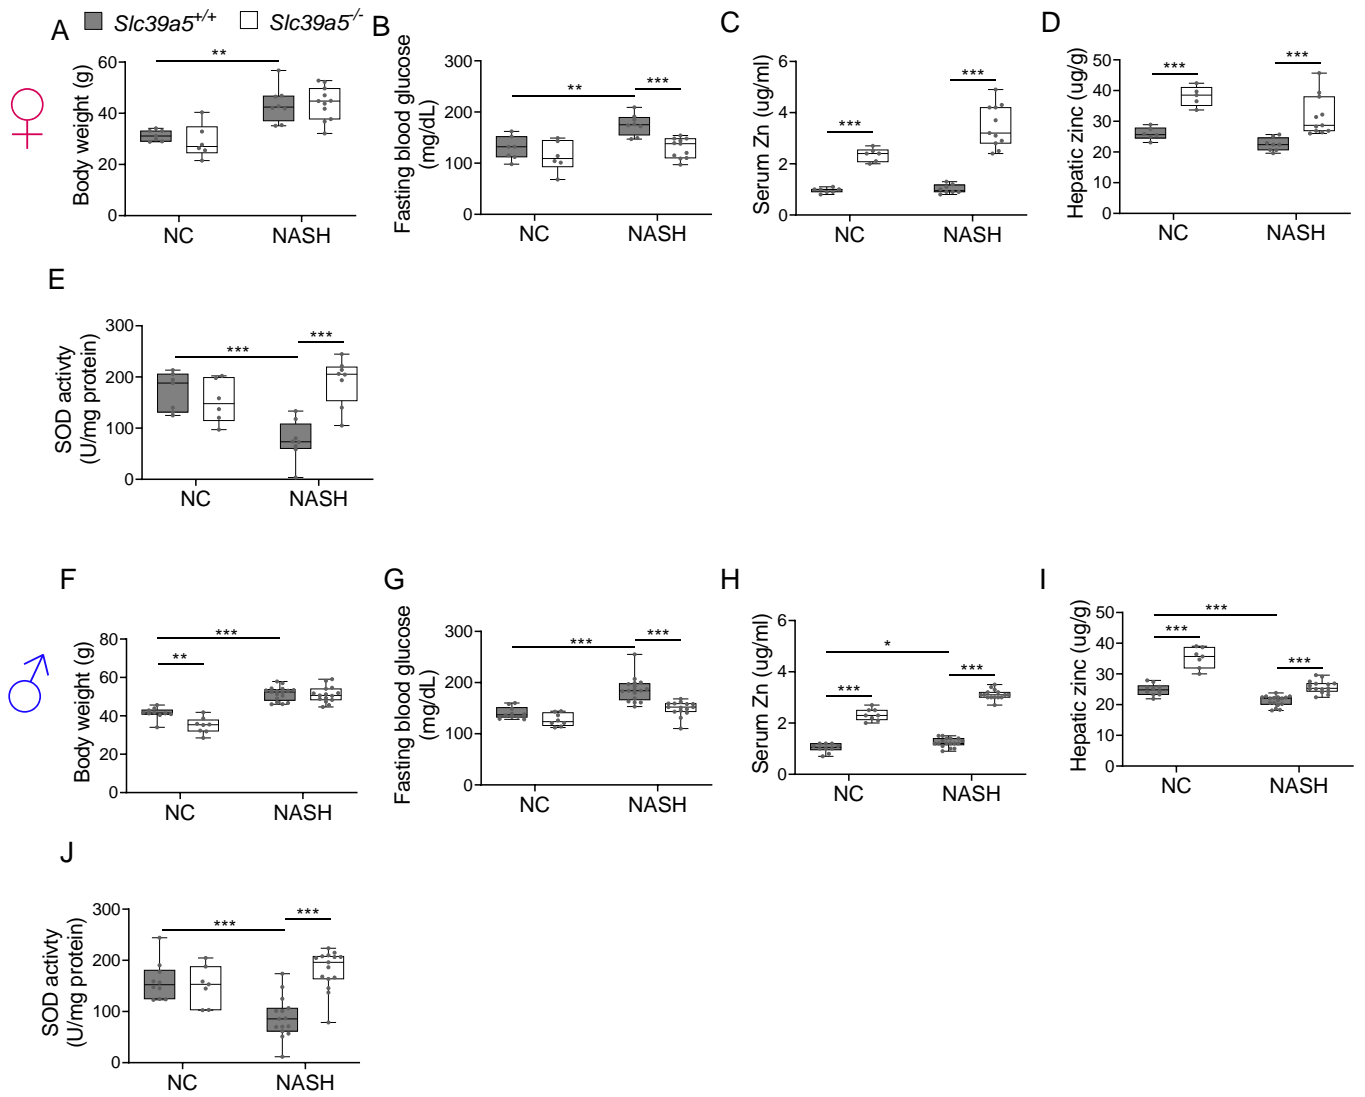 A
Slc39a5+/+
Slc39a5-/-
Body weight (g)
60
40
20
0
**
NC
NASH
B
Fasting blood glucose
(mg/dL)
300
200
100
0
**
***
NC
NASH
C
Serum Zn (ug/ml)
6
4
2
0
***
***
NC
NASH
D
Hepatic zinc (ug/g)
50
40
30
20
10
0
***
***
NC
NASH
E
SOD activty
(U/mg protein)
300
200
100
0
***
***
NC
NASH
F
Body weight (g)
80
60
40
20
0
***
**
NC
NASH
G
Fasting blood glucose
(mg/dL)
300
200
100
0
***
***
NC
NASH
H
Serum Zn (ug/ml)
6
4
2
0
*
***
***
NC
NASH
I
Hepatic zinc (ug/g)
50
40
30
20
10
0
***
***
***
NC
NASH
J
SOD activty
(U/mg protein)
300
200
100
0
***
***
NC
NASH